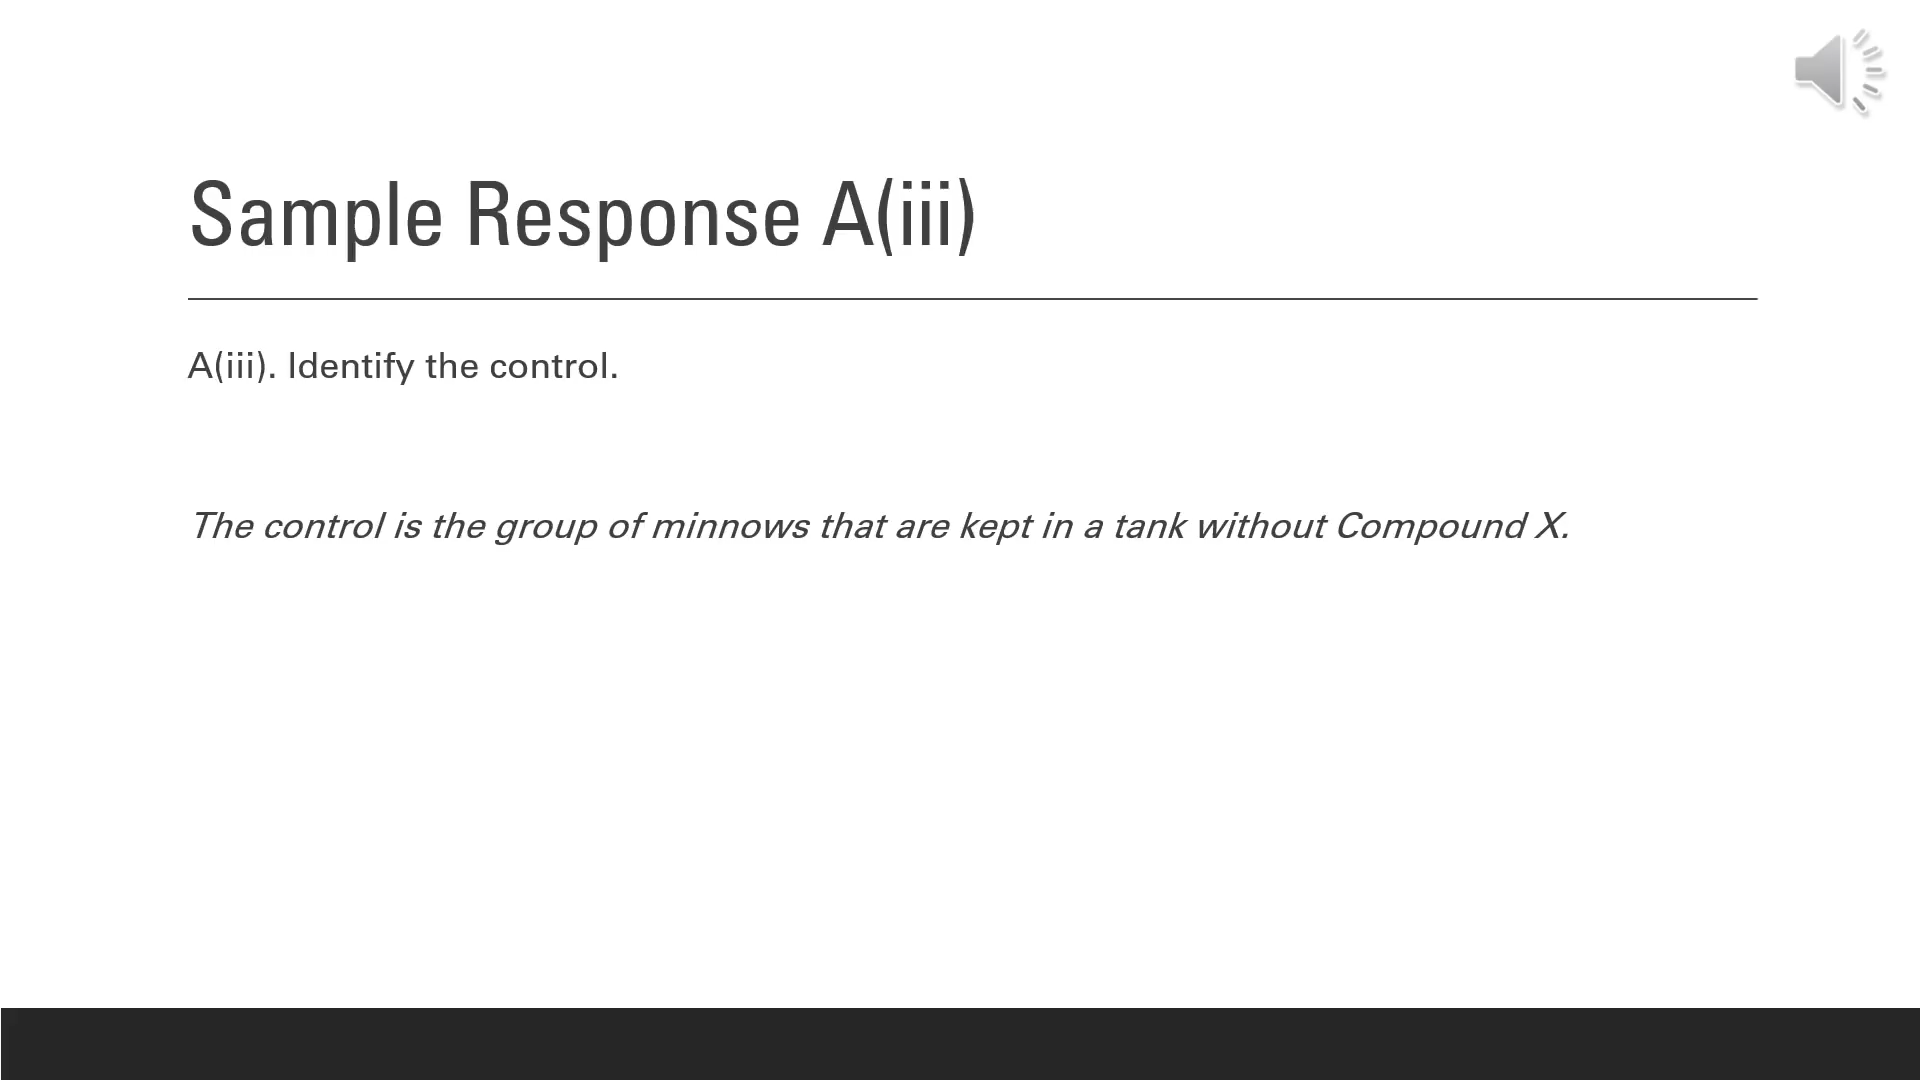 Sample Response A(iii)
A(iii). Identify the control.
The control is the group of minnows that are kept in a tank without Compound X.